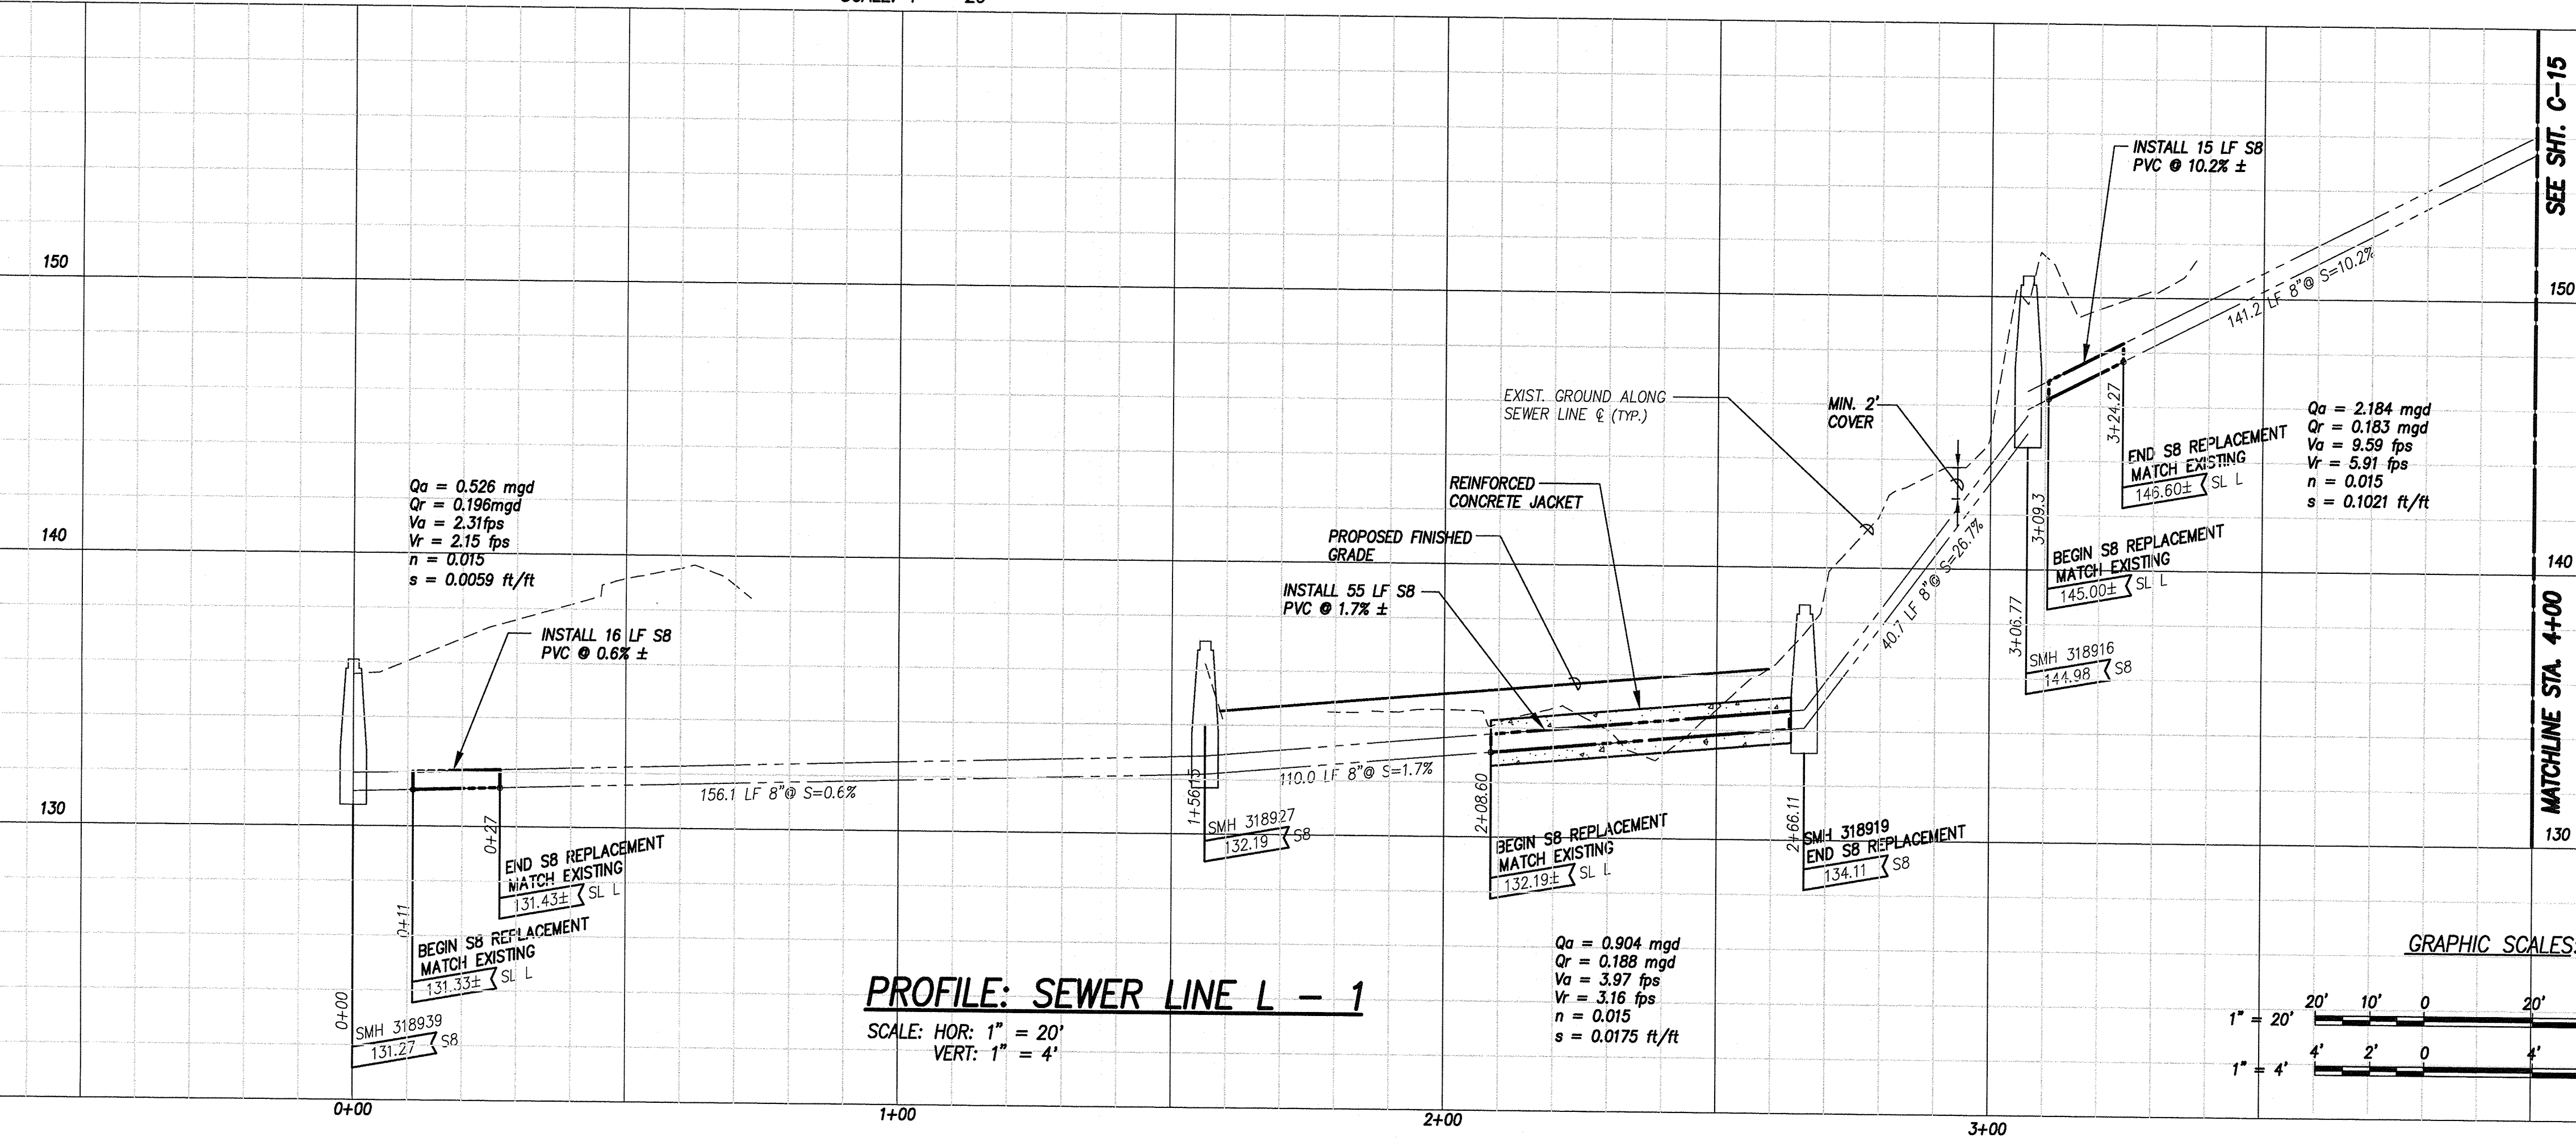 150
140
130
Qa = 0.526 mgd
Qr = 0.196mgd
Va = 2.31fps
Vr = 2.15 fps
n = 0.015
s = 0.0059 ft/ft
INSTALL 16 LF S8
PVC @ 0.6% ±
156.1 LF 8"@ S=0.6%
0+27
END S8 REPLACEMENT
MATCH EXISTING
131.43± SL L
0+11
BEGIN S8 REPLACEMENT
MATCH EXISTING
131.33± SL L
0+00
SMH 318939
131.27 S8
1+56.15
SMH 318927
132.19 S8
110.0 LF 8"@ S=1.7%
EXIST. GROUND ALONG
SEWER LINE ℄ (TYP.)
MIN. 2'
COVER
REINFORCED
CONCRETE JACKET
PROPOSED FINISHED
GRADE
INSTALL 55 LF S8
PVC @ 1.7% ±
40.7 LF 8"@ S=26.7%
2+08.60
BEGIN S8 REPLACEMENT
MATCH EXISTING
132.19± SL L
2+66.11
SMH 318919
END S8 REPLACEMENT
134.11 S8
Qa = 0.904 mgd
Qr = 0.188 mgd
Va = 3.97 fps
Vr = 3.16 fps
n = 0.015
s = 0.0175 ft/ft
INSTALL 15 LF S8
PVC @ 10.2% ±
141.2 LF 8"@ S=10.2%
3+24.27
END S8 REPLACEMENT
MATCH EXISTING
146.60± SL L
3+09.3
BEGIN S8 REPLACEMENT
MATCH EXISTING
145.00± SL L
3+06.77
SMH 318916
144.98 S8
Qa = 2.184 mgd
Qr = 0.183 mgd
Va = 9.59 fps
Vr = 5.91 fps
n = 0.015
s = 0.1021 ft/ft
SEE SHT. C-15
MATCHLINE STA. 4+00
150
140
130
PROFILE: SEWER LINE L - 1
SCALE: HOR: 1" = 20'
VERT: 1" = 4'
GRAPHIC SCALES:
20' 10' 0 20'
1" = 20'
4' 2' 0 4'
1" = 4'
0+00 1+00 2+00 3+00